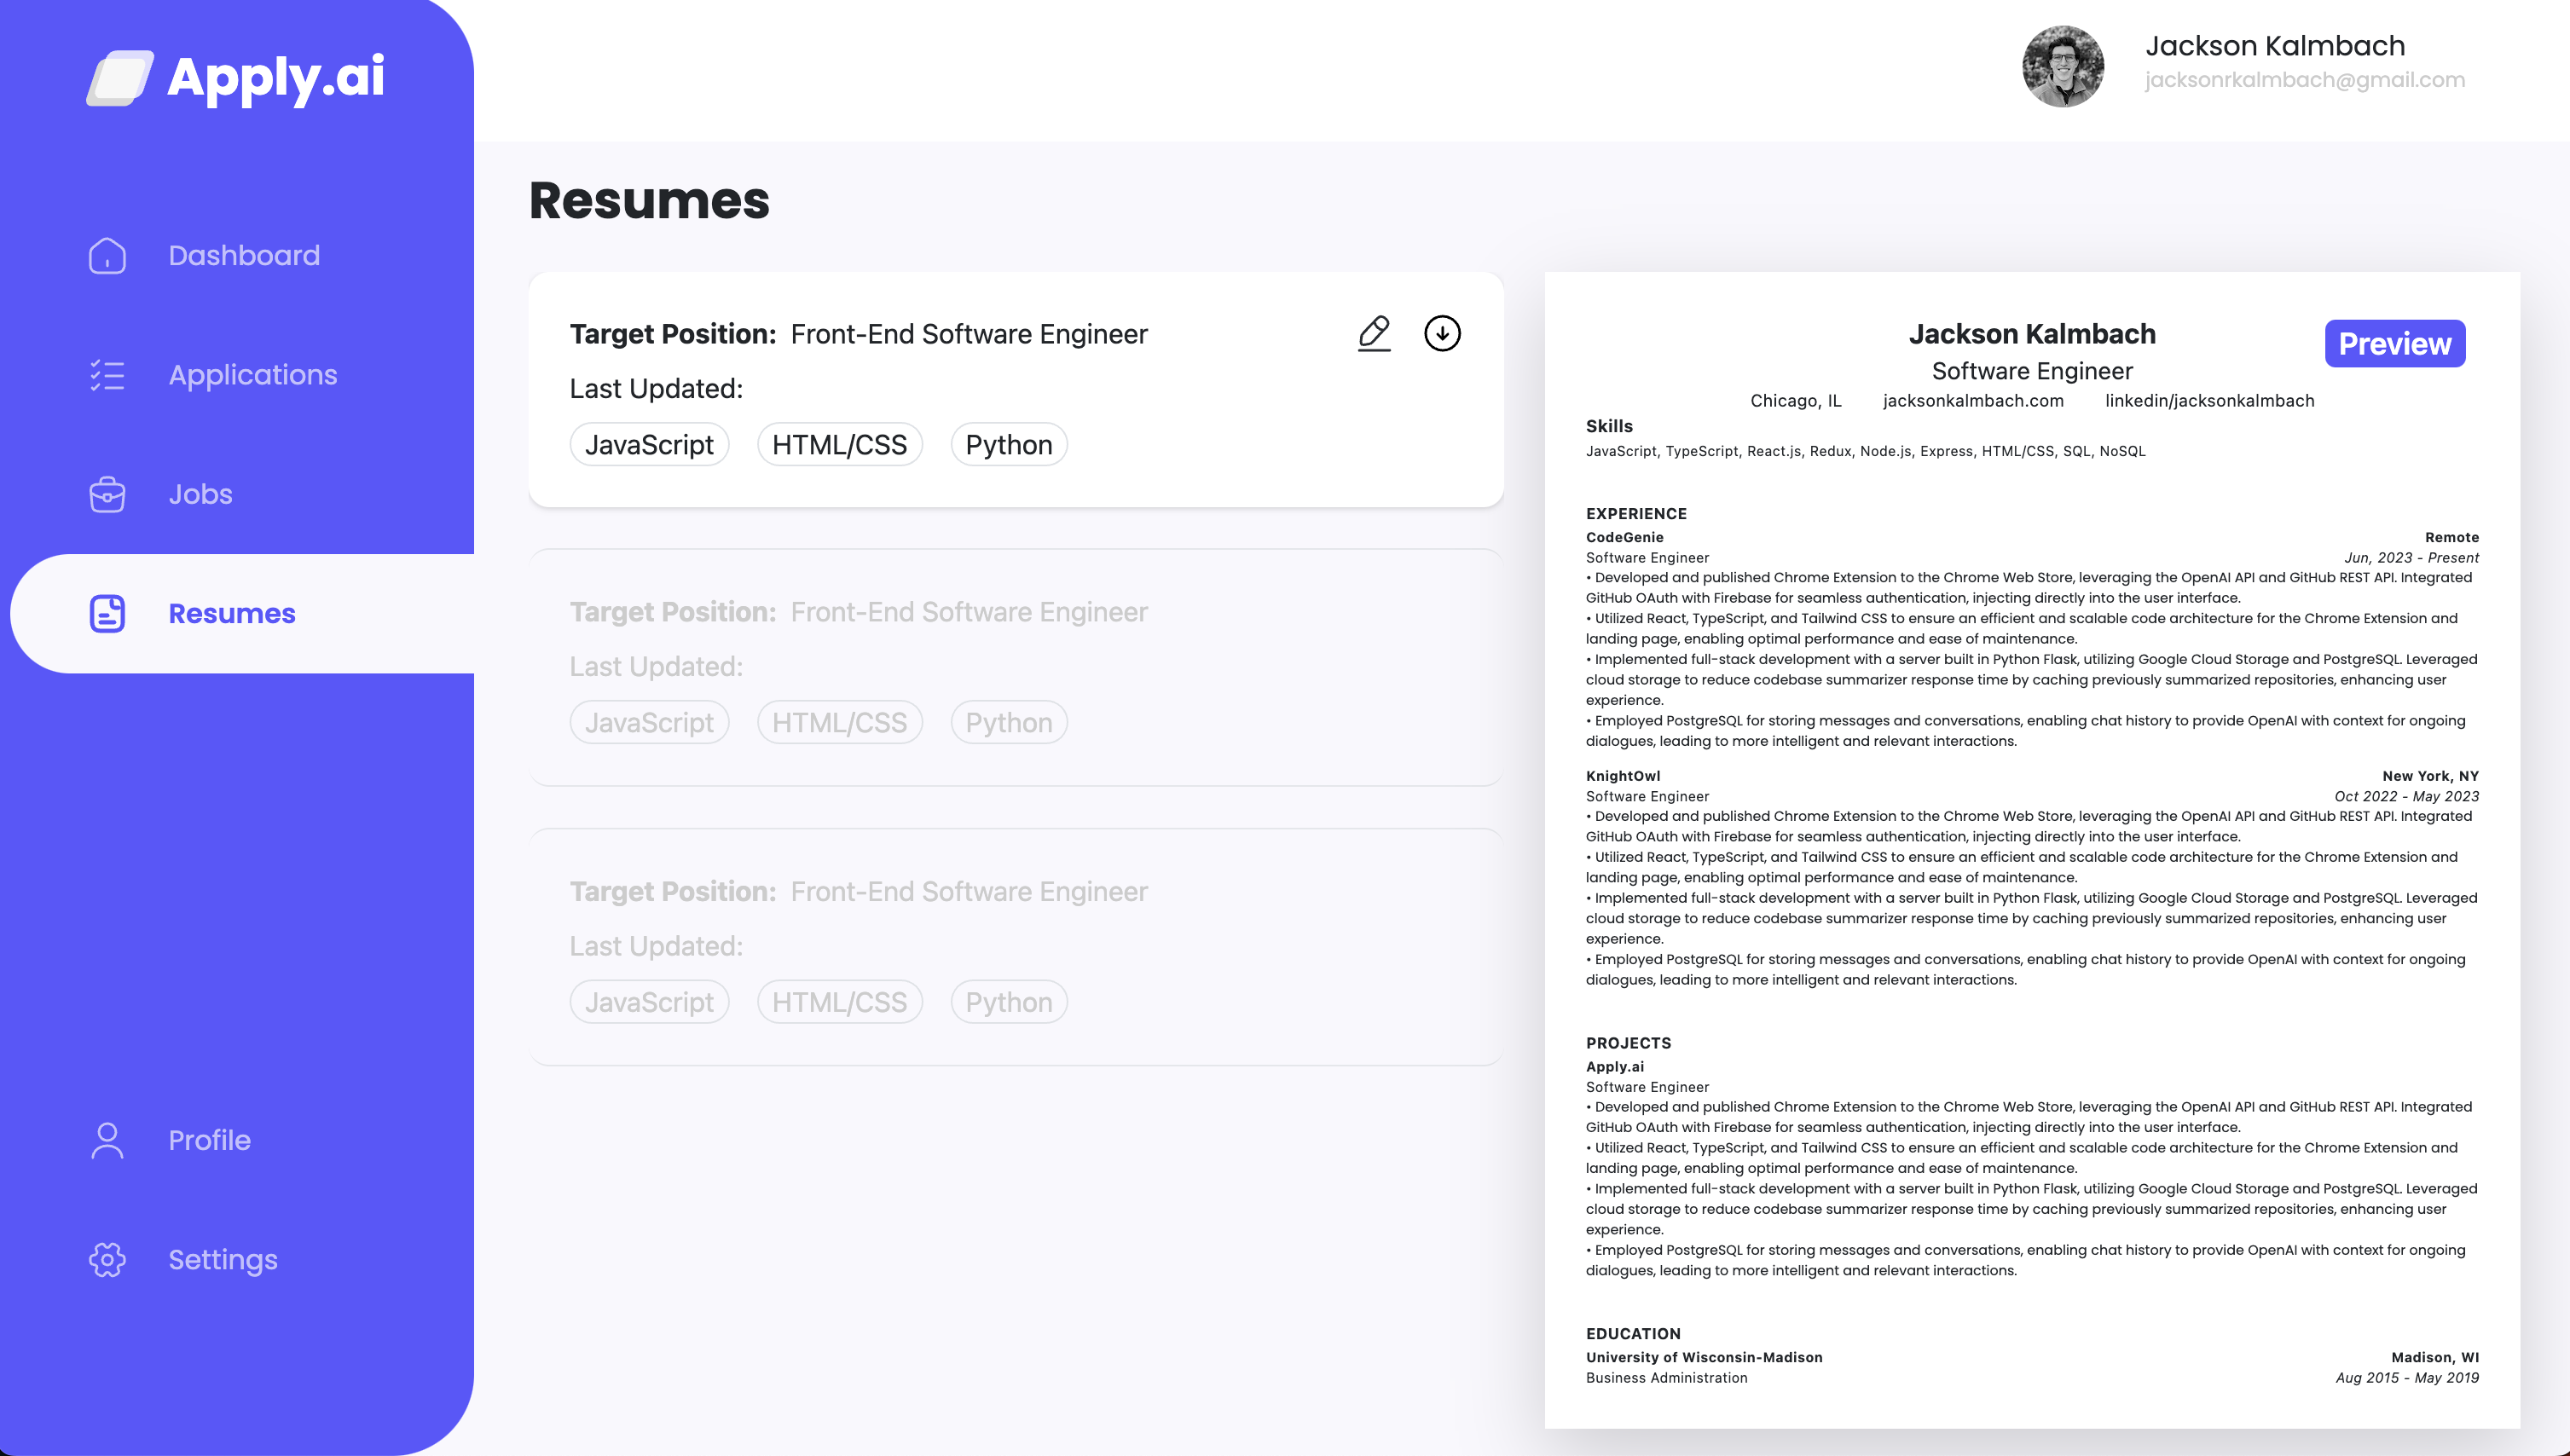 Apply.ai
Dashboard
Applications
Jobs
Resumes
Profile
Settings
Jackson Kalmbach
jacksonrkalmbach@gmail.com
Resumes
Target Position: Front-End Software Engineer
Last Updated:
JavaScript HTML/CSS Python
Target Position: Front-End Software Engineer
Last Updated:
JavaScript HTML/CSS Python
Target Position: Front-End Software Engineer
Last Updated:
JavaScript HTML/CSS Python
Jackson Kalmbach
Preview
Software Engineer
Chicago, IL jacksonkalmbach.com linkedin/jacksonkalmbach
Skills
JavaScript, TypeScript, React.js, Redux, Node.js, Express, HTML/CSS, SQL, NoSQL
EXPERIENCE
CodeGenie Remote
Software Engineer Jun, 2023 - Present
• Developed and published Chrome Extension to the Chrome Web Store, leveraging the OpenAI API and GitHub REST API. Integrated
GitHub OAuth with Firebase for seamless authentication, injecting directly into the user interface.
• Utilized React, TypeScript, and Tailwind CSS to ensure an efficient and scalable code architecture for the Chrome Extension and
landing page, enabling optimal performance and ease of maintenance.
• Implemented full-stack development with a server built in Python Flask, utilizing Google Cloud Storage and PostgreSQL. Leveraged
cloud storage to reduce codebase summarizer response time by caching previously summarized repositories, enhancing user
experience.
• Employed PostgreSQL for storing messages and conversations, enabling chat history to provide OpenAI with context for ongoing
dialogues, leading to more intelligent and relevant interactions.
KnightOwl New York, NY
Software Engineer Oct 2022 - May 2023
• Developed and published Chrome Extension to the Chrome Web Store, leveraging the OpenAI API and GitHub REST API. Integrated
GitHub OAuth with Firebase for seamless authentication, injecting directly into the user interface.
• Utilized React, TypeScript, and Tailwind CSS to ensure an efficient and scalable code architecture for the Chrome Extension and
landing page, enabling optimal performance and ease of maintenance.
• Implemented full-stack development with a server built in Python Flask, utilizing Google Cloud Storage and PostgreSQL. Leveraged
cloud storage to reduce codebase summarizer response time by caching previously summarized repositories, enhancing user
experience.
• Employed PostgreSQL for storing messages and conversations, enabling chat history to provide OpenAI with context for ongoing
dialogues, leading to more intelligent and relevant interactions.
PROJECTS
Apply.ai
Software Engineer
• Developed and published Chrome Extension to the Chrome Web Store, leveraging the OpenAI API and GitHub REST API. Integrated
GitHub OAuth with Firebase for seamless authentication, injecting directly into the user interface.
• Utilized React, TypeScript, and Tailwind CSS to ensure an efficient and scalable code architecture for the Chrome Extension and
landing page, enabling optimal performance and ease of maintenance.
• Implemented full-stack development with a server built in Python Flask, utilizing Google Cloud Storage and PostgreSQL. Leveraged
cloud storage to reduce codebase summarizer response time by caching previously summarized repositories, enhancing user
experience.
• Employed PostgreSQL for storing messages and conversations, enabling chat history to provide OpenAI with context for ongoing
dialogues, leading to more intelligent and relevant interactions.
EDUCATION
University of Wisconsin-Madison Madison, WI
Business Administration Aug 2015 - May 2019